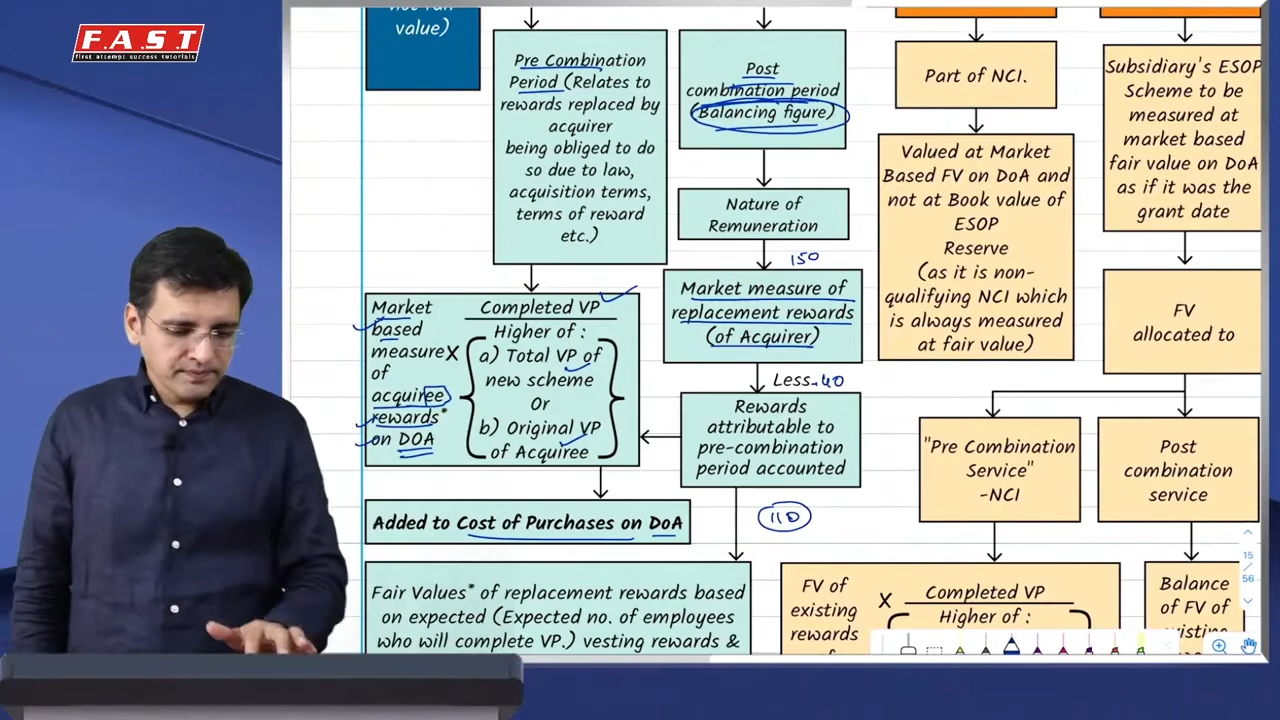 F.A.S.T
first attempt success tutorials
value)
Pre Combination
Period (Relates to
rewards replaced by
acquirer
being obliged to do
so due to law,
acquisition terms,
terms of reward
etc.)
Post
combination period
(Balancing figure)
Nature of
Remuneration
150
Market measure of
replacement rewards
(of Acquirer)
Less 40
Rewards
attributable to
pre-combination
period accounted
110
Market
based
measure
of
acquiree
rewards*
on DOA
X
Completed VP
Higher of :
a) Total VP of
new scheme
Or
b) Original VP
of Acquiree
Added to Cost of Purchases on DoA
Fair Values* of replacement rewards based
on expected (Expected no. of employees
who will complete VP.) vesting rewards &
Part of NCI.
Valued at Market
Based FV on DoA and
not at Book value of
ESOP
Reserve
(as it is non-
qualifying NCI which
is always measured
at fair value)
Subsidiary's ESOP
Scheme to be
measured at
market based
fair value on DoA
as if it was the
grant date
FV
allocated to
"Pre Combination
Service"
-NCI
Post
combination
service
FV of
existing
rewards
X
Completed VP
Higher of :
Balance
of FV of
15
/
56